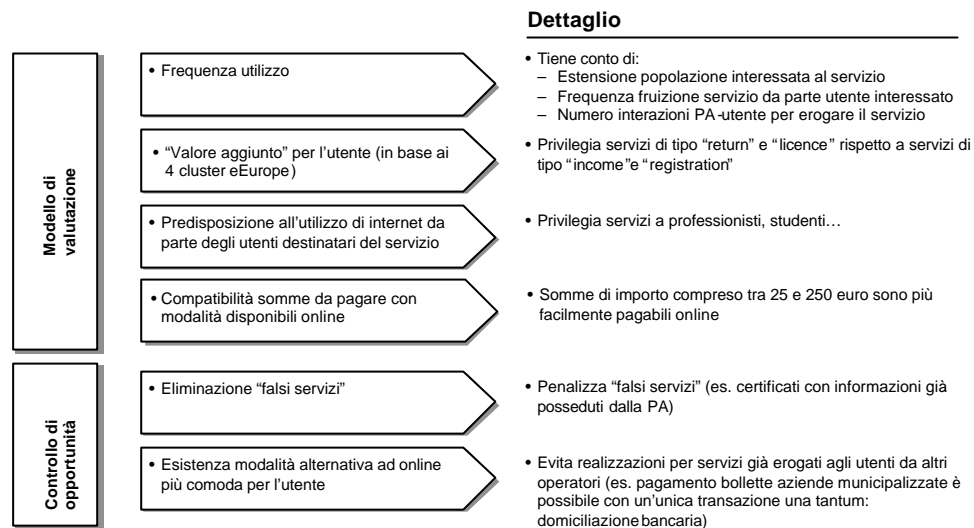 Dettaglio
Modello di
valutazione
• Frequenza utilizzo
• Tiene conto di:
– Estensione popolazione interessata al servizio
– Frequenza fruizione servizio da parte utente interessato
– Numero interazioni PA-utente per erogare il servizio
• “Valore aggiunto” per l’utente (in base ai
4 cluster eEurope)
• Privilegia servizi di tipo “return” e “licence” rispetto a servizi di
tipo “income”e “registration”
• Predisposizione all’utilizzo di internet da
parte degli utenti destinatari del servizio
• Privilegia servizi a professionisti, studenti…
• Compatibilità somme da pagare con
modalità disponibili online
• Somme di importo compreso tra 25 e 250 euro sono più
facilmente pagabili online
Controllo di
opportunità
• Eliminazione “falsi servizi”
• Penalizza “falsi servizi” (es. certificati con informazioni già
posseduti dalla PA)
• Esistenza modalità alternativa ad online
più comoda per l’utente
• Evita realizzazioni per servizi già erogati agli utenti da altri
operatori (es. pagamento bollette aziende municipalizzate è
possibile con un’unica transazione una tantum:
domiciliazione bancaria)